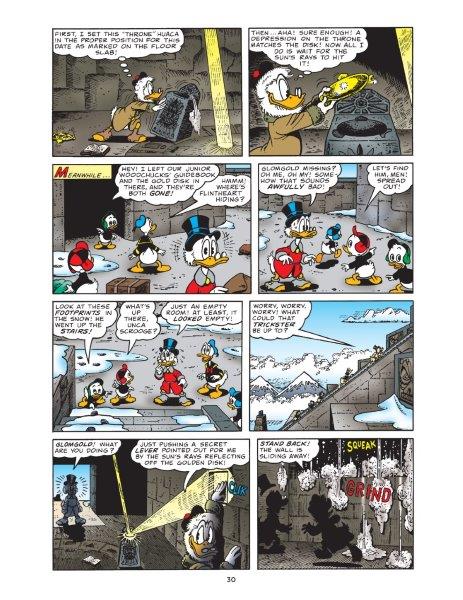 FIRST, I SET THIS "THRONE" HUACA
IN THE PROPER POSITION FOR THIS
DATE AS MARKED ON THE FLOOR
SLAB!
THEN...AHA! SURE ENOUGH! A
DEPRESSION ON THE THRONE
MATCHES THE DISK! NOW ALL I
DO IS WAIT FOR THE
SUN'S RAYS TO HIT
IT!
MEANWHILE...
HEY! I LEFT OUR JUNIOR
WOODCHUCKS' GUIDEBOOK
AND THE GOLD DISK IN
THERE, AND THEY'RE
BOTH GONE!
HMMM!
WHERE'S
FLINTHEART
HIDING?
GLOMGOLD MISSING?
OH ME, OH MY! SOME-
HOW THAT SOUNDS
AWFULLY BAD!
LET'S FIND
HIM, MEN!
SPREAD
OUT!
LOOK AT THESE
FOOTPRINTS IN
THE SNOW! HE
WENT UP THE
STAIRS!
WHAT'S
UP
THERE,
UNCA
SCROOGE?
JUST AN EMPTY
ROOM! AT LEAST, IT
LOOKED EMPTY!
WORRY, WORRY,
WORRY! WHAT
COULD THAT
TRICKSTER
BE UP TO?
GLOMGOLD! WHAT
ARE YOU DOING?
JUST PUSHING A SECRET
LEVER POINTED OUT FOR ME
BY THE SUN'S RAYS REFLECTING
OFF THE GOLDEN DISK!
CLIK
STAND BACK!
THE WALL IS
SLIDING AWAY!
SQUEAK
GRIND
30